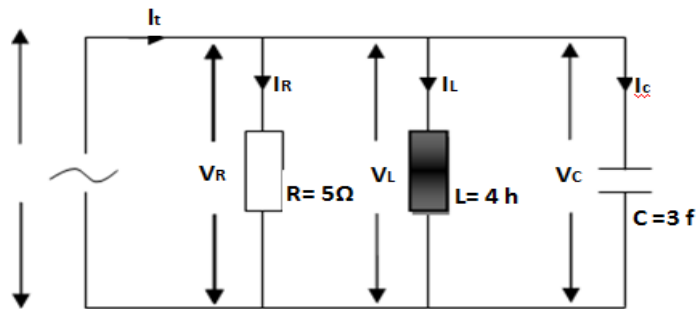 It
IR
IL
Ic
VR
VL
VC
R= 5Ω
L= 4 h
C =3 f